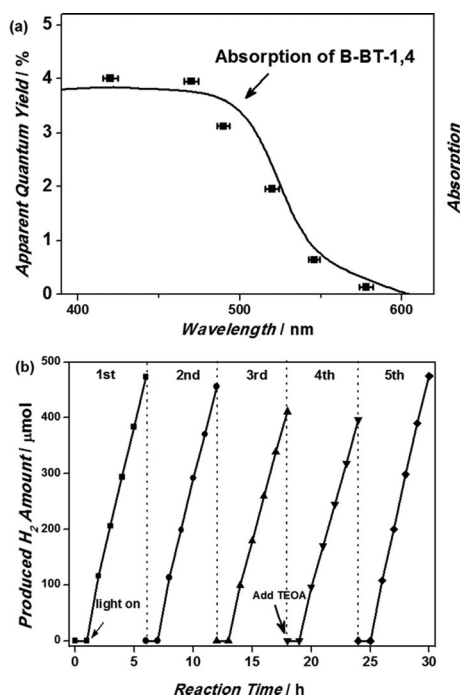 (a)
5
4
3
2
1
0
Apparent Quantum Yield / %
Absorption of B-BT-1,4
Absorption
400
500
600
Wavelength / nm
(b)
500
400
300
200
100
0
Produced H2 Amount / μmol
1st
2nd
3rd
4th
5th
light on
Add TEOA
0
5
10
15
20
25
30
Reaction Time / h